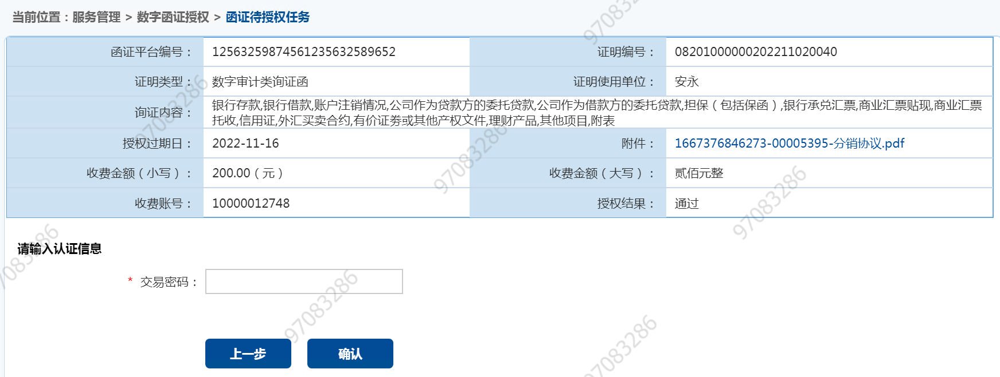 当前位置：服务管理 > 数字函证授权 > 函证待授权任务
函证平台编号： 12563259874561235632589652 证明编号： 08201000000202211020040
证明类型： 数字审计类询证函 证明使用单位： 安永
询证内容： 银行存款,银行借款,账户注销情况,公司作为贷款方的委托贷款,公司作为借款方的委托贷款,担保（包括保函）,银行承兑汇票,商业汇票贴现,商业汇票
托收,信用证,外汇买卖合约,有价证券或其他产权文件,理财产品,其他项目,附表
授权过期日： 2022-11-16 附件： 1667376846273-00005395-分销协议.pdf
收费金额（小写）： 200.00（元） 收费金额（大写）： 贰佰元整
收费账号： 10000012748 授权结果： 通过
请输入认证信息
* 交易密码：
上一步 确认
97083286
97083286
97083286
97083286
97083286
97083286
97083286